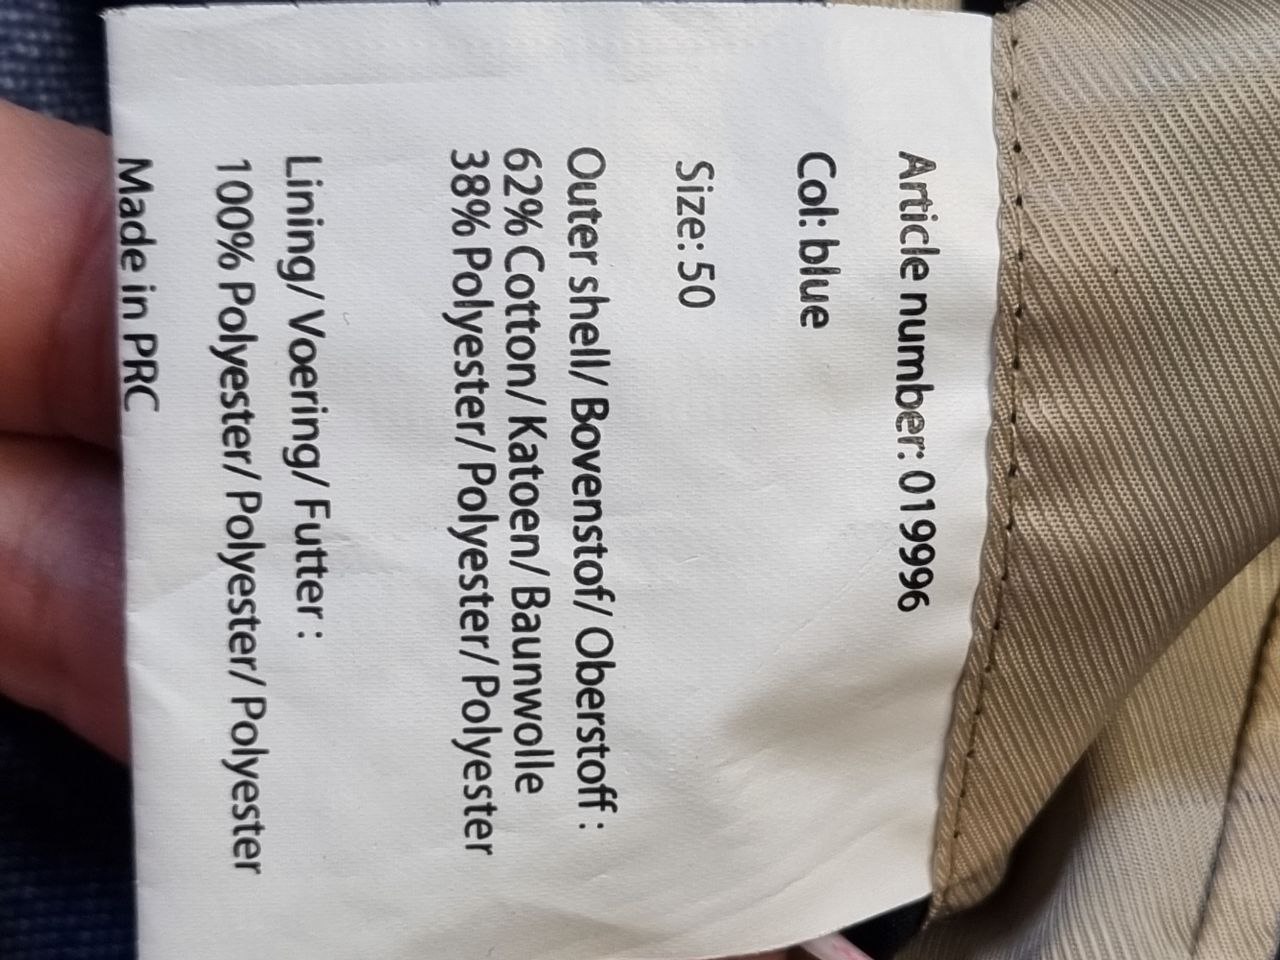 Article number: 0199996
Col: blue
Size: 50
Outer shell/ Bovenstof/ Oberstoff :
62% Cotton/ Katoen/ Baunwolle
38% Polyester/ Polyester/ Polyester
Lining/ Voering/ Futter :
100% Polyester/ Polyester/ Polyester
Made in PRC